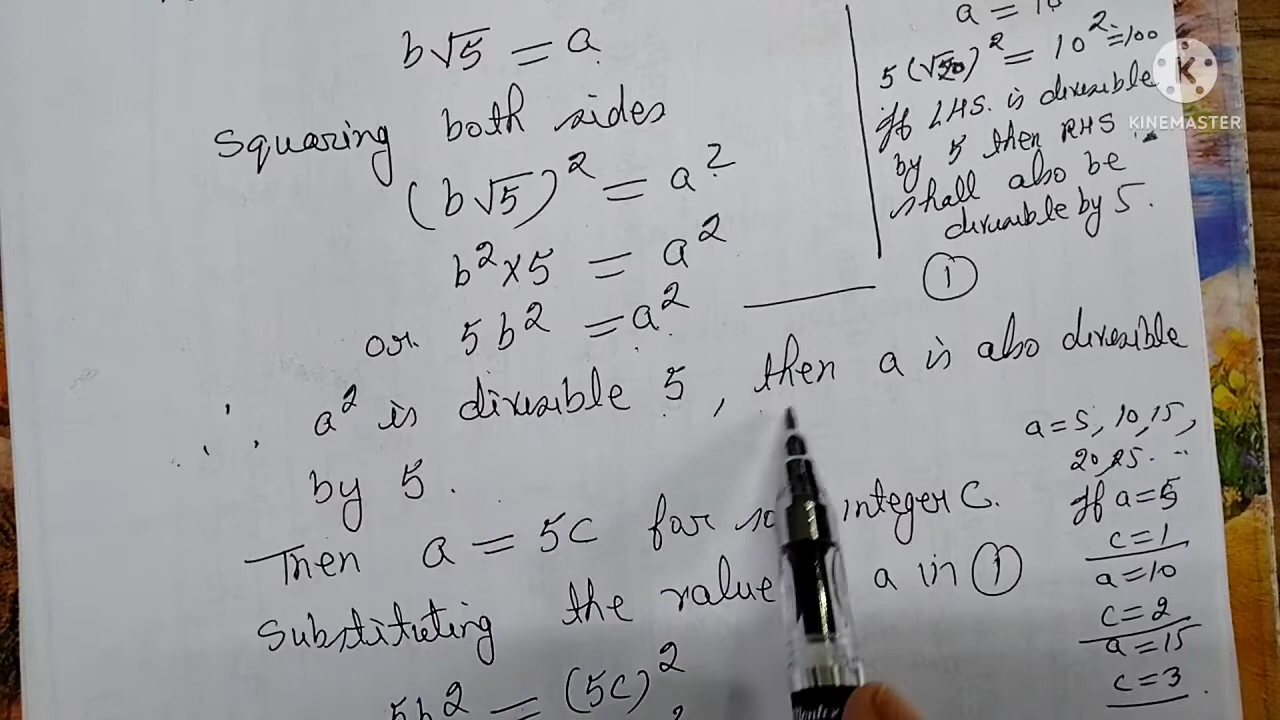 b√5 = a
Squaring both sides
(b√5)² = a²
b² × 5 = a²
or 5b² = a² —— ①
∴ a² is divisible 5, then a is also divisible
by 5.
Then a = 5c for integer C.
Substituting the value a in ①
5b² = (5c)²
5(√20)² = 10² = 100
If LHS. is divisible
by 5 then RHS
shall also be
divisible by 5.
a = 5, 10, 15,
20, 25...
If a = 5
c = 1
a = 10
c = 2
a = 15
c = 3
KINEMASTER